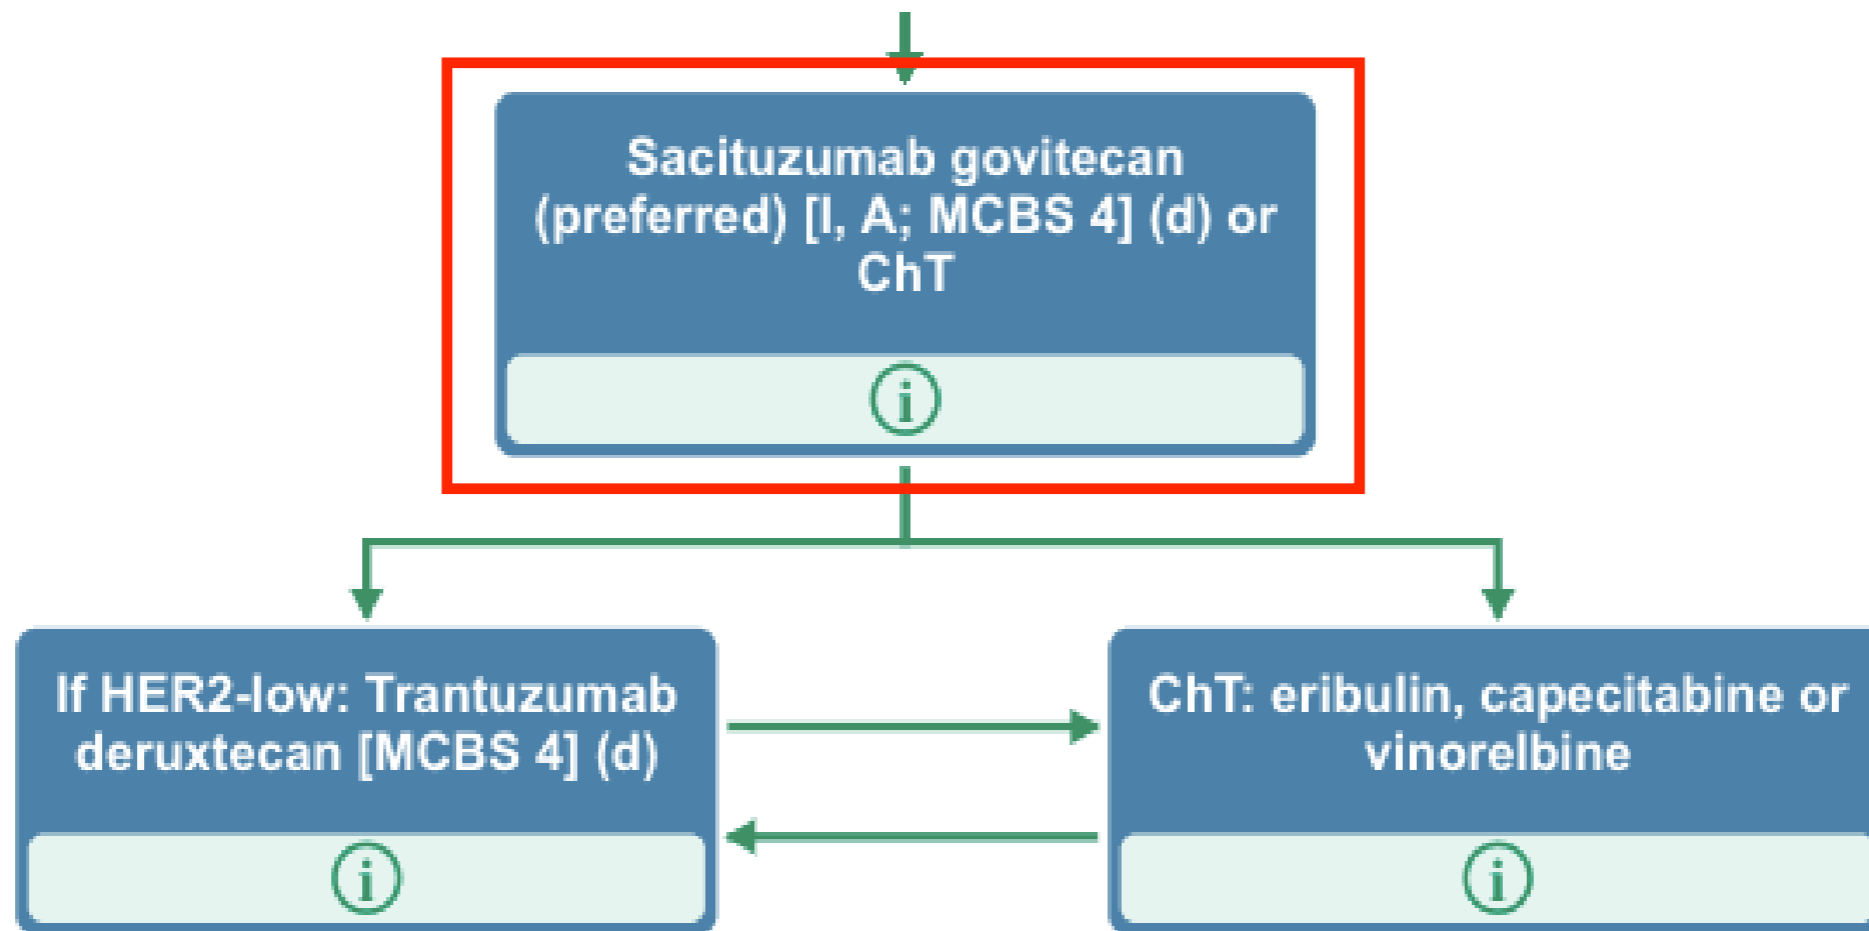 Sacituzumab govitecan
(preferred) [I, A; MCBS 4] (d) or
ChT
i
If HER2-low: Trantuzumab
deruxtecan [MCBS 4] (d)
i
ChT: eribulin, capecitabine or
vinorelbine
i